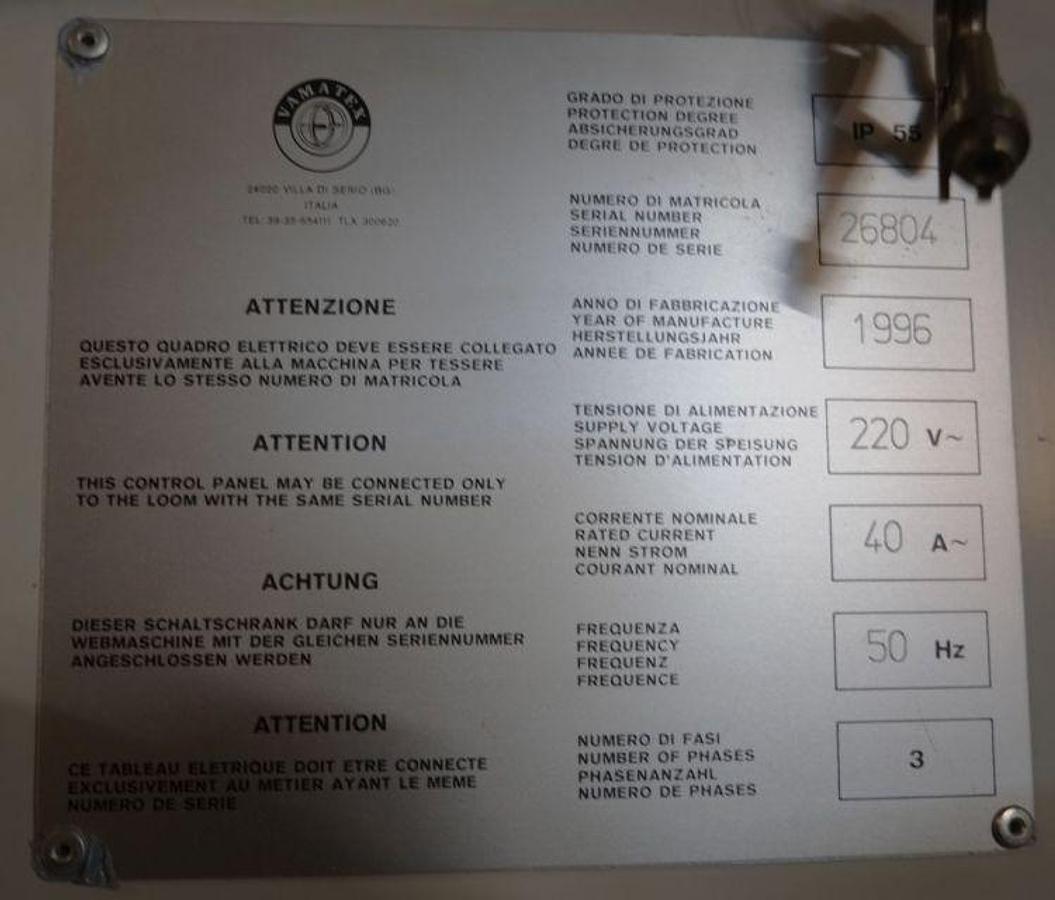 VAMATEX
24020 VILLA DI SERIO (BG)
ITALIA
TEL. 39-35-654111 TLX 300620
ATTENZIONE
QUESTO QUADRO ELETTRICO DEVE ESSERE COLLEGATO
ESCLUSIVAMENTE ALLA MACCHINA PER TESSERE
AVENTE LO STESSO NUMERO DI MATRICOLA
ATTENTION
THIS CONTROL PANEL MAY BE CONNECTED ONLY
TO THE LOOM WITH THE SAME SERIAL NUMBER
ACHTUNG
DIESER SCHALTSCHRANK DARF NUR AN DIE
WEBMASCHINE MIT DER GLEICHEN SERIENNUMMER
ANGESCHLOSSEN WERDEN
ATTENTION
CE TABLEAU ELETRIQUE DOIT ETRE CONNECTE
EXCLUSIVEMENT AU METIER AYANT LE MEME
NUMERO DE SERIE
GRADO DI PROTEZIONE
PROTECTION DEGREE
ABSICHERUNGSGRAD
DEGRE DE PROTECTION
IP 55
NUMERO DI MATRICOLA
SERIAL NUMBER
SERIENNUMMER
NUMERO DE SERIE
26804
ANNO DI FABBRICAZIONE
YEAR OF MANUFACTURE
HERSTELLUNGSJAHR
ANNEE DE FABRICATION
1996
TENSIONE DI ALIMENTAZIONE
SUPPLY VOLTAGE
SPANNUNG DER SPEISUNG
TENSION D'ALIMENTATION
220 V~
CORRENTE NOMINALE
RATED CURRENT
NENN STROM
COURANT NOMINAL
40 A~
FREQUENZA
FREQUENCY
FREQUENZ
FREQUENCE
50 Hz
NUMERO DI FASI
NUMBER OF PHASES
PHASENANZAHL
NUMERO DE PHASES
3